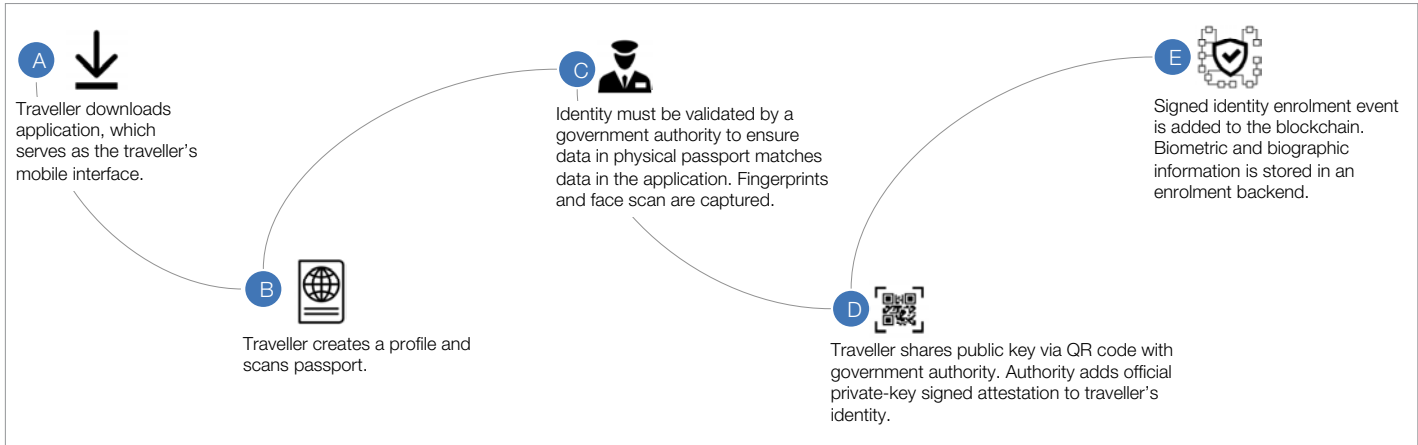 A
Traveller downloads
application, which
serves as the traveller's
mobile interface.
B
Traveller creates a profile and
scans passport.
C
Identity must be validated by a
government authority to ensure
data in physical passport matches
data in the application. Fingerprints
and face scan are captured.
D
Traveller shares public key via QR code with
government authority. Authority adds official
private-key signed attestation to traveller's
identity.
E
Signed identity enrolment event
is added to the blockchain.
Biometric and biographic
information is stored in an
enrolment backend.